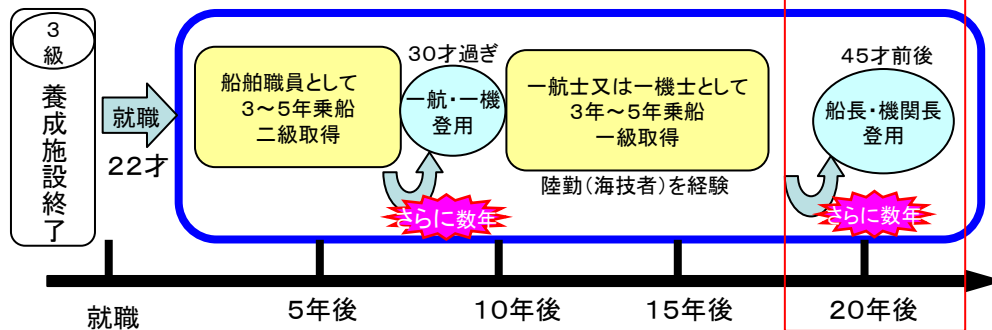 3
級
養成施設終了
就職
22才
船舶職員として
3～5年乗船
二級取得
30才過ぎ
一航・一機
登用
さらに数年
一航士又は一機士として
3年～5年乗船
一級取得
陸勤(海技者)を経験
45才前後
船長・機関長
登用
さらに数年
就職
5年後
10年後
15年後
20年後